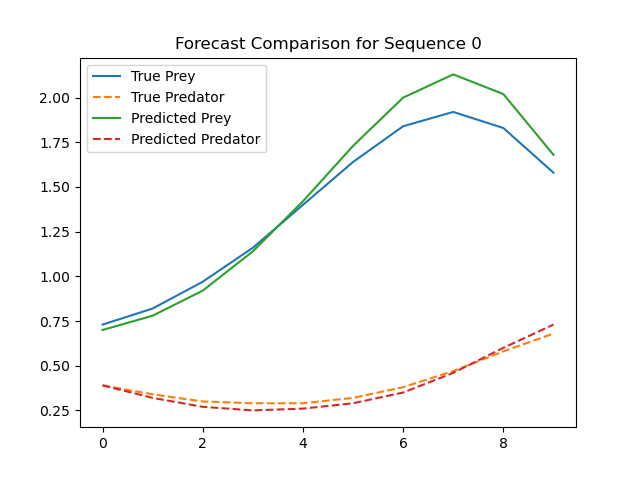 Forecast Comparison for Sequence 0
True Prey
True Predator
Predicted Prey
Predicted Predator
2.00
1.75
1.50
1.25
1.00
0.75
0.50
0.25
0 2 4 6 8